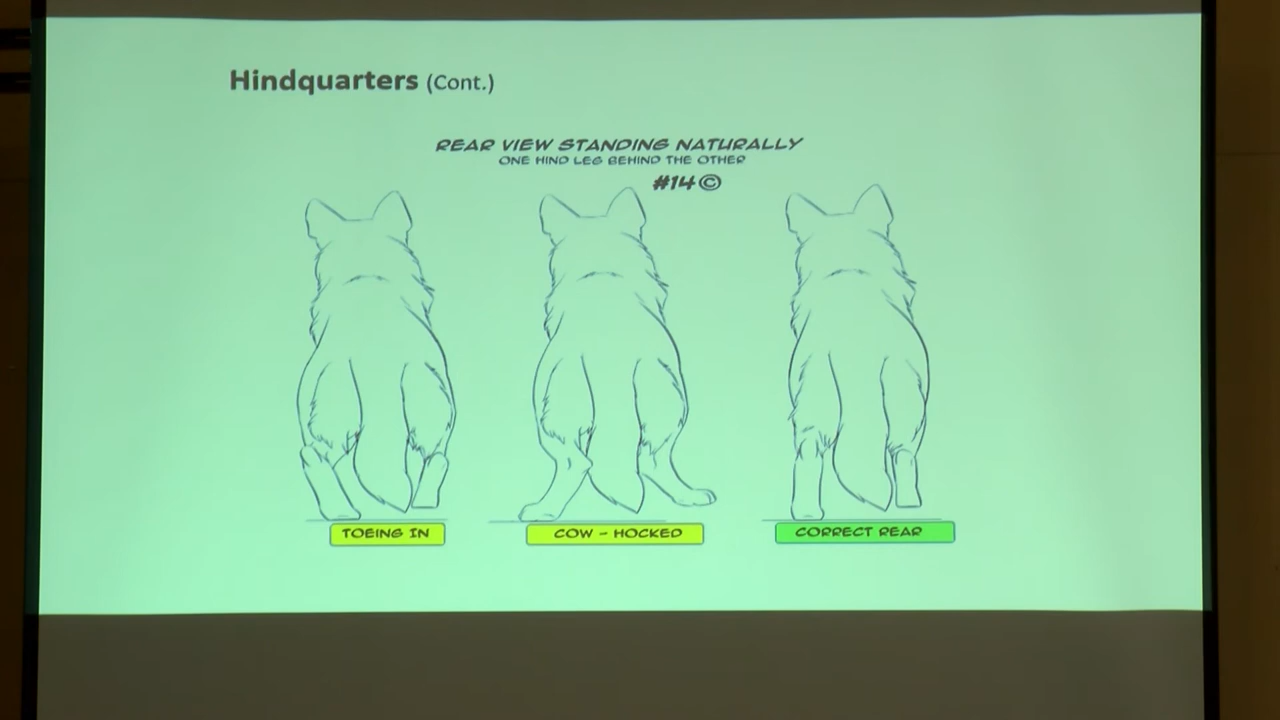 Hindquarters (Cont.)
REAR VIEW STANDING NATURALLY
ONE HIND LEG BEHIND THE OTHER
#14©
TOEING IN
COW - HOCKED
CORRECT REAR